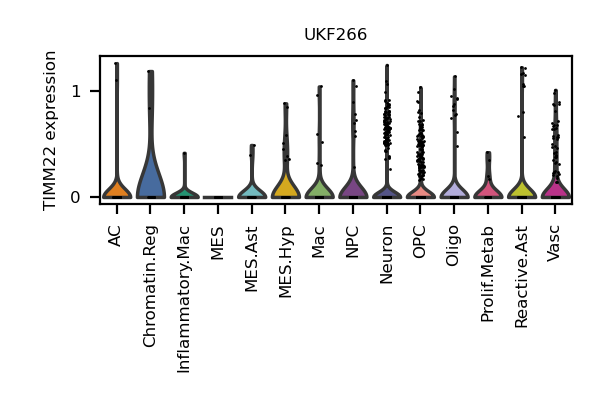 UKF266
TIMM22 expression
1
0
AC
Chromatin.Reg
Inflammatory.Mac
MES
MES.Ast
MES.Hyp
Mac
NPC
Neuron
OPC
Oligo
Prolif.Metab
Reactive.Ast
Vasc